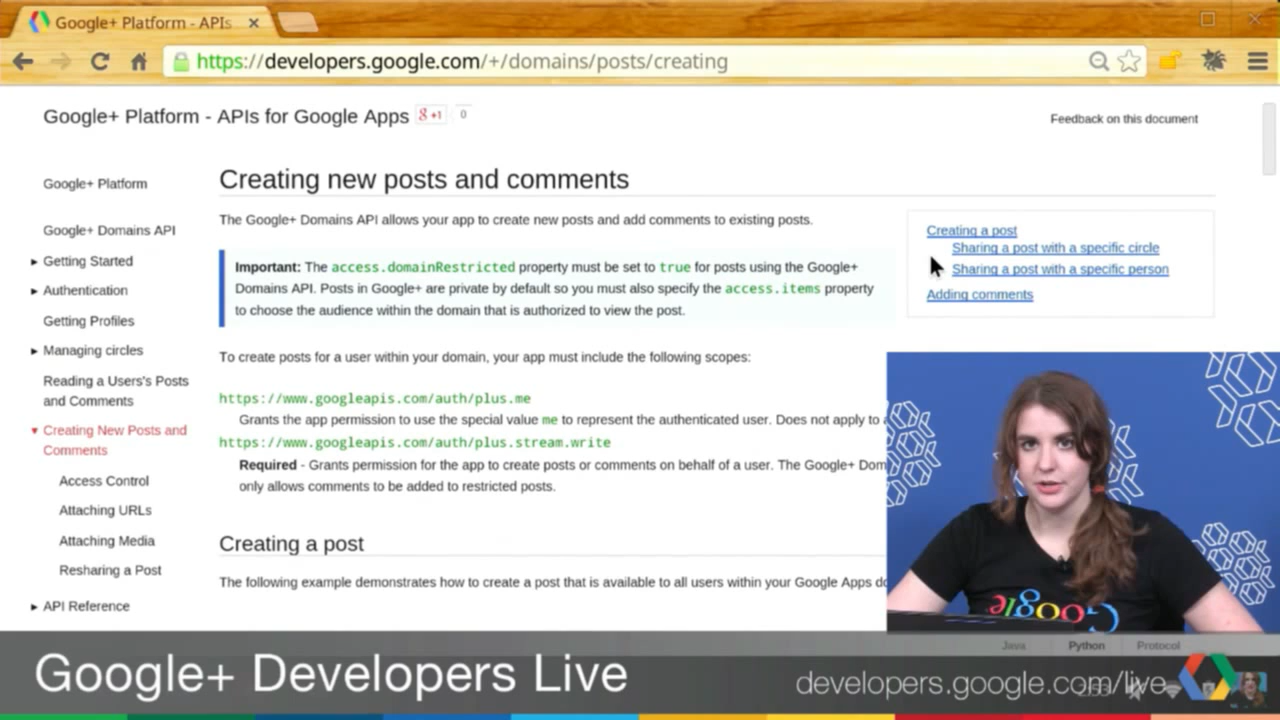 Google+ Platform - APIs
https://developers.google.com/+/domains/posts/creating
Google+ Platform - APIs for Google Apps
g +1
0
Feedback on this document
Google+ Platform
Google+ Domains API
Getting Started
Authentication
Getting Profiles
Managing circles
Reading a Users's Posts
and Comments
Creating New Posts and
Comments
Access Control
Attaching URLs
Attaching Media
Resharing a Post
API Reference
Creating new posts and comments
The Google+ Domains API allows your app to create new posts and add comments to existing posts.
Important: The access.domainRestricted property must be set to true for posts using the Google+
Domains API. Posts in Google+ are private by default so you must also specify the access.items property
to choose the audience within the domain that is authorized to view the post.
To create posts for a user within your domain, your app must include the following scopes:
https://www.googleapis.com/auth/plus.me
Grants the app permission to use the special value me to represent the authenticated user. Does not apply to
https://www.googleapis.com/auth/plus.stream.write
Required - Grants permission for the app to create posts or comments on behalf of a user. The Google+ Dom
only allows comments to be added to restricted posts.
Creating a post
The following example demonstrates how to create a post that is available to all users within your Google Apps do
Creating a post
Sharing a post with a specific circle
Sharing a post with a specific person
Adding comments
Google
Java
Python
Protocol
Google+ Developers Live
developers.google.com/live